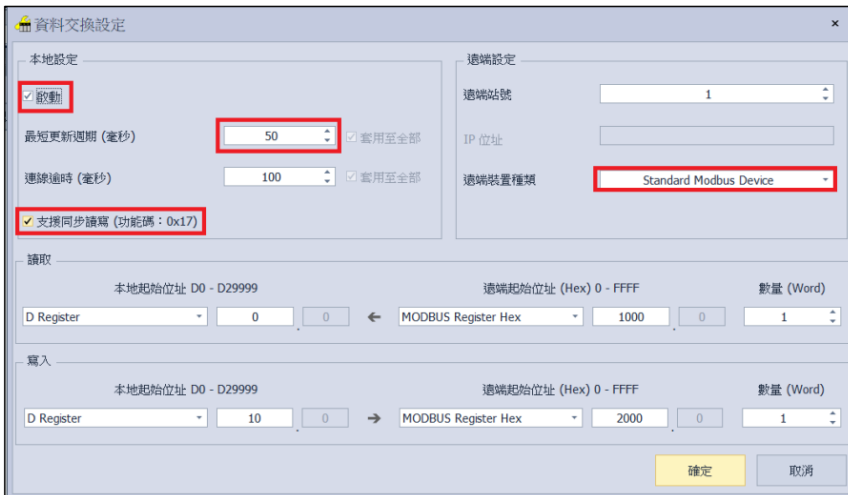 資料交換設定
本地設定
啟動
最短更新週期 (毫秒) 50 套用至全部
連線逾時 (毫秒) 100 套用至全部
支援同步讀寫 (功能碼：0x17)
遠端設定
遠端站號 1
IP 位址
遠端裝置種類 Standard Modbus Device
讀取
本地起始位址 D0 - D29999 遠端起始位址 (Hex) 0 - FFFF 數量 (Word)
D Register 0 . 0 ← MODBUS Register Hex 1000 . 0 1
寫入
本地起始位址 D0 - D29999 遠端起始位址 (Hex) 0 - FFFF 數量 (Word)
D Register 10 . 0 → MODBUS Register Hex 2000 . 0 1
確定 取消